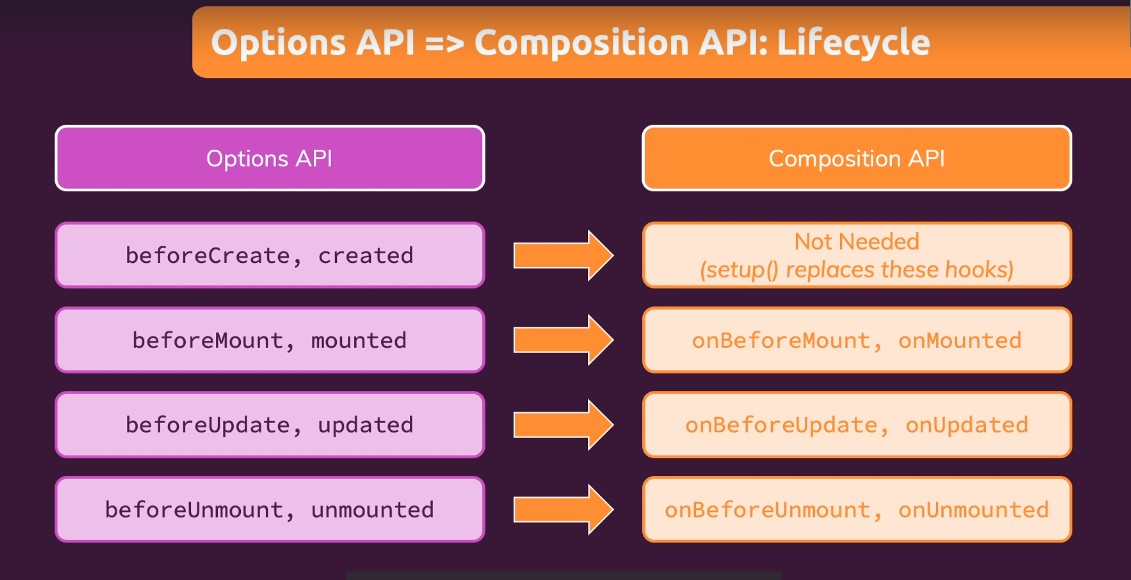 Options API => Composition API: Lifecycle
Options API
Composition API
beforeCreate, created
Not Needed
(setup() replaces these hooks)
beforeMount, mounted
onBeforeMount, onMounted
beforeUpdate, updated
onBeforeUpdate, onUpdated
beforeUnmount, unmounted
onBeforeUnmount, onUnmounted